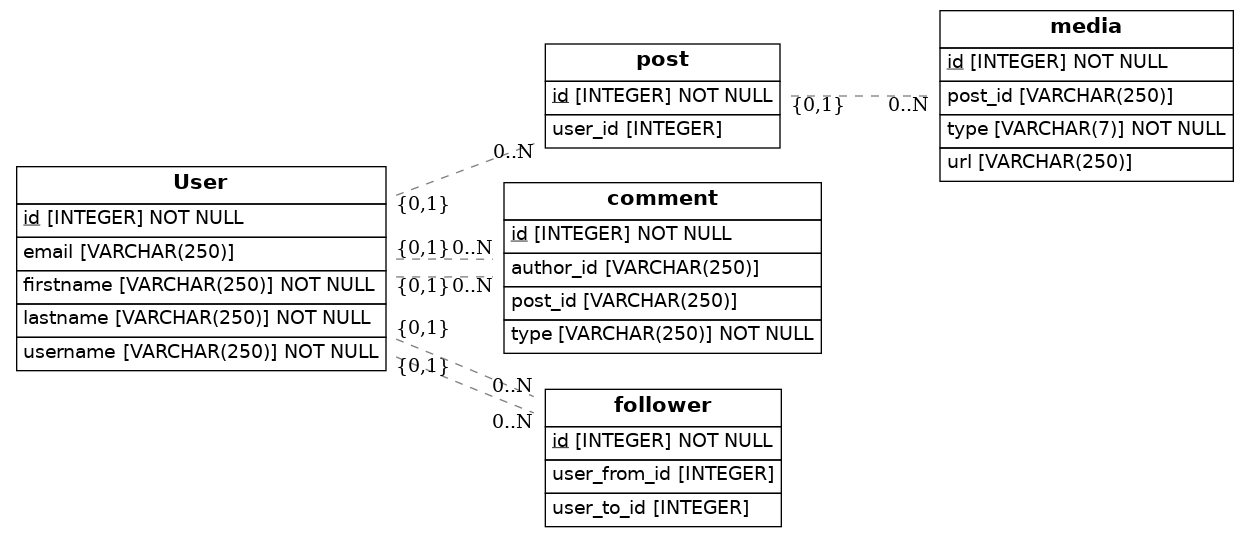 User
id [INTEGER] NOT NULL
email [VARCHAR(250)]
firstname [VARCHAR(250)] NOT NULL
lastname [VARCHAR(250)] NOT NULL
username [VARCHAR(250)] NOT NULL
{0,1}
0..N
{0,1}
0..N
{0,1}
0..N
{0,1}
0..N
{0,1}
0..N
post
id [INTEGER] NOT NULL
user_id [INTEGER]
{0,1}
0..N
comment
id [INTEGER] NOT NULL
author_id [VARCHAR(250)]
post_id [VARCHAR(250)]
type [VARCHAR(250)] NOT NULL
follower
id [INTEGER] NOT NULL
user_from_id [INTEGER]
user_to_id [INTEGER]
media
id [INTEGER] NOT NULL
post_id [VARCHAR(250)]
type [VARCHAR(7)] NOT NULL
url [VARCHAR(250)]